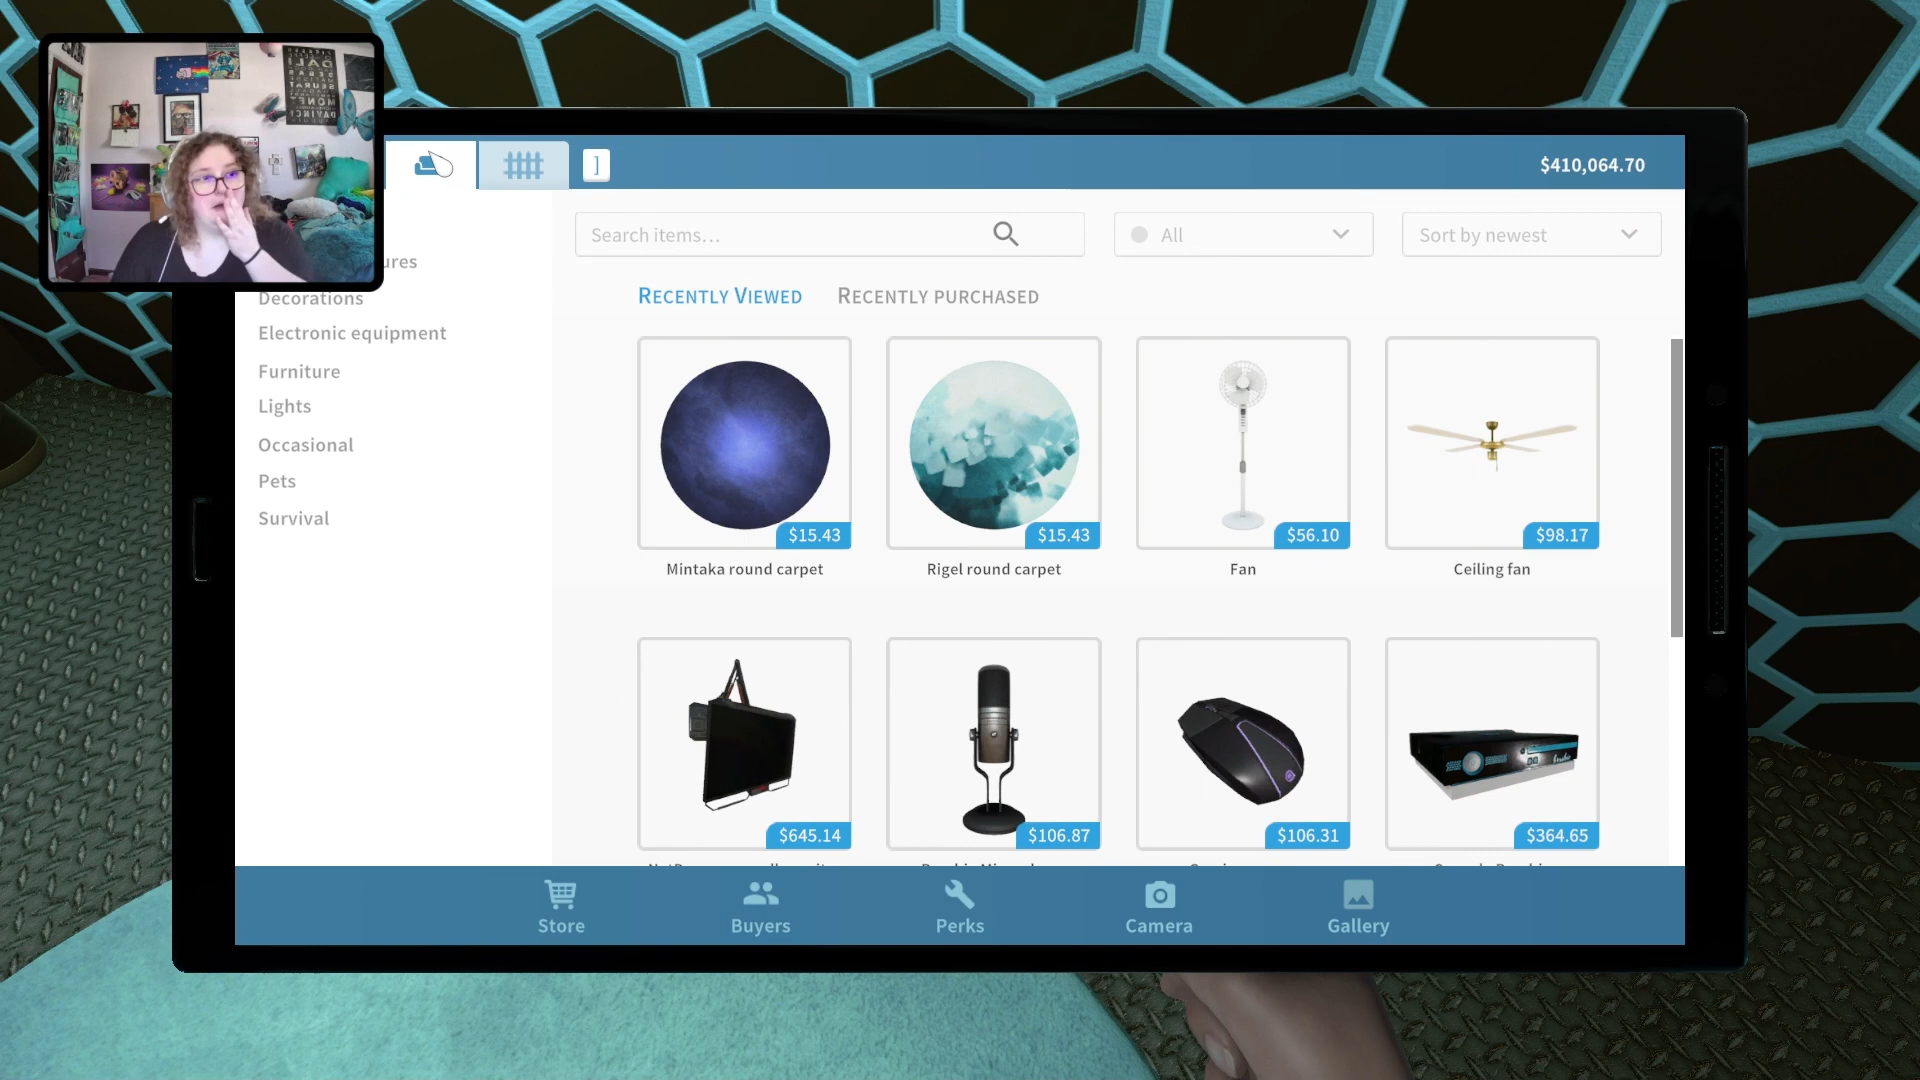 ]
$410,064.70
Search items...
All
Sort by newest
Decorations
Electronic equipment
Furniture
Lights
Occasional
Pets
Survival
RECENTLY VIEWED
RECENTLY PURCHASED
$15.43
$15.43
$56.10
$98.17
Mintaka round carpet
Rigel round carpet
Fan
Ceiling fan
$645.14
$106.87
$106.31
$364.65
Store
Buyers
Perks
Camera
Gallery